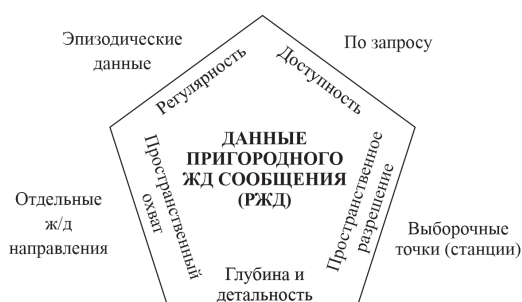 Эпизодические
данные
По запросу
Регулярность
Доступность
ДАННЫЕ
ПРИГОРОДНОГО
ЖД СООБЩЕНИЯ
(РЖД)
Пространственный
охват
Пространственное
разрешение
Отдельные
ж/д
направления
Выборочные
точки (станции)
Глубина и
детальность